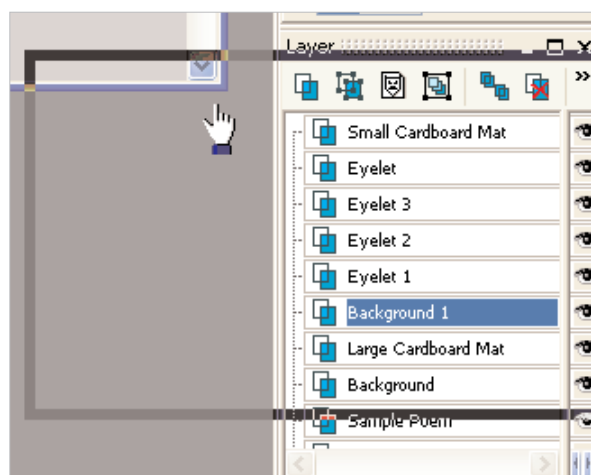 Layer
Small Cardboard Mat
Eyelet
Eyelet 3
Eyelet 2
Eyelet 1
Background 1
Large Cardboard Mat
Background
Sample Poem